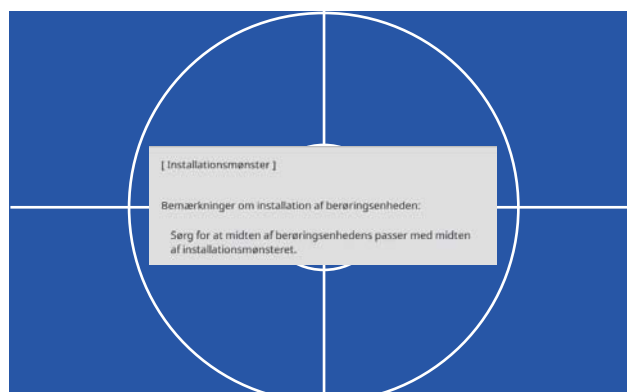 [ Installationsmønster ]
Bemærkninger om installation af berøringsenheden:
Sørg for at midten af berøringsenhedens passer med midten
af installationsmønsteret.